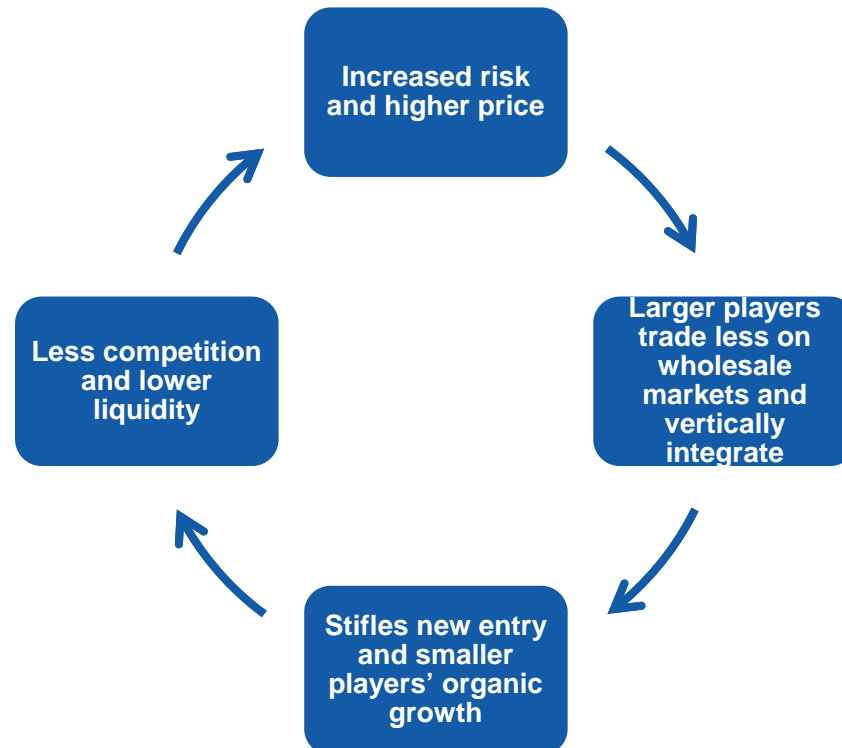 Increased risk
and higher price
Larger players
trade less on
wholesale
markets and
vertically
integrate
Less competition
and lower
liquidity
Stifles new entry
and smaller
players’ organic
growth